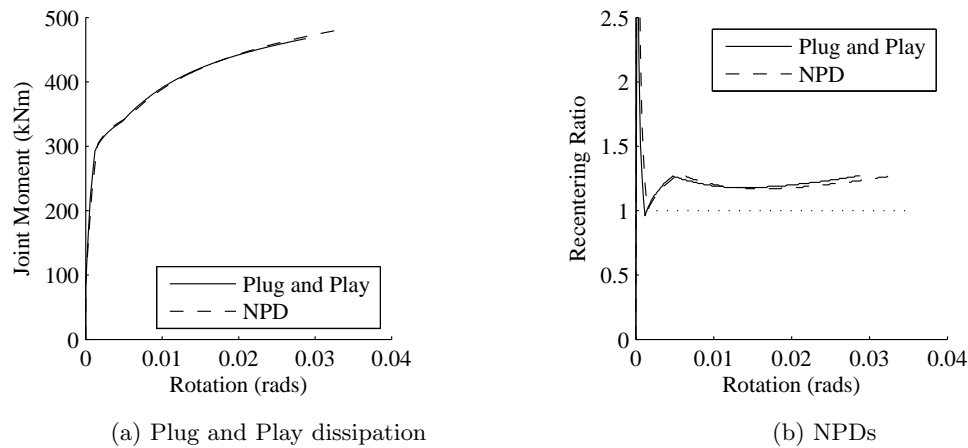 500
400
300
200
100
0
Joint Moment (kNm)
0 0.01 0.02 0.03 0.04
Rotation (rads)
Plug and Play
NPD
(a) Plug and Play dissipation
2.5
2
1.5
1
0.5
0
Recentering Ratio
0 0.01 0.02 0.03 0.04
Rotation (rads)
Plug and Play
NPD
(b) NPDs